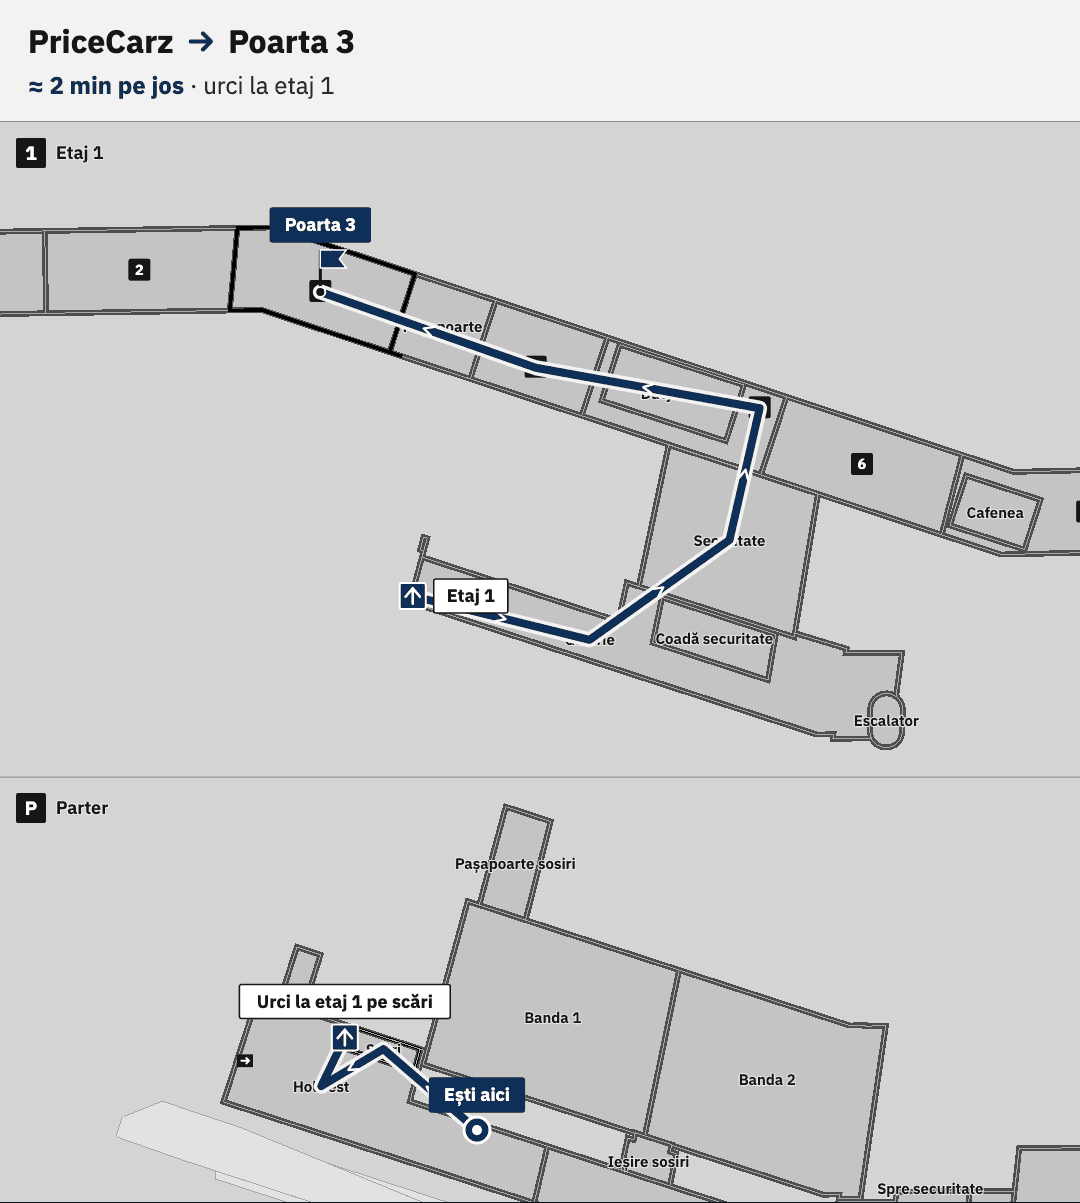 PriceCarz → Poarta 3
≈ 2 min pe jos · urci la etaj 1
1 Etaj 1
Poarta 3
2
6
Cafenea
Etaj 1
Coadă securitate
Escalator
P Parter
Pașapoarte sosiri
Urci la etaj 1 pe scări
Banda 1
Banda 2
Ești aici
Ieșire sosiri
Spre securitate